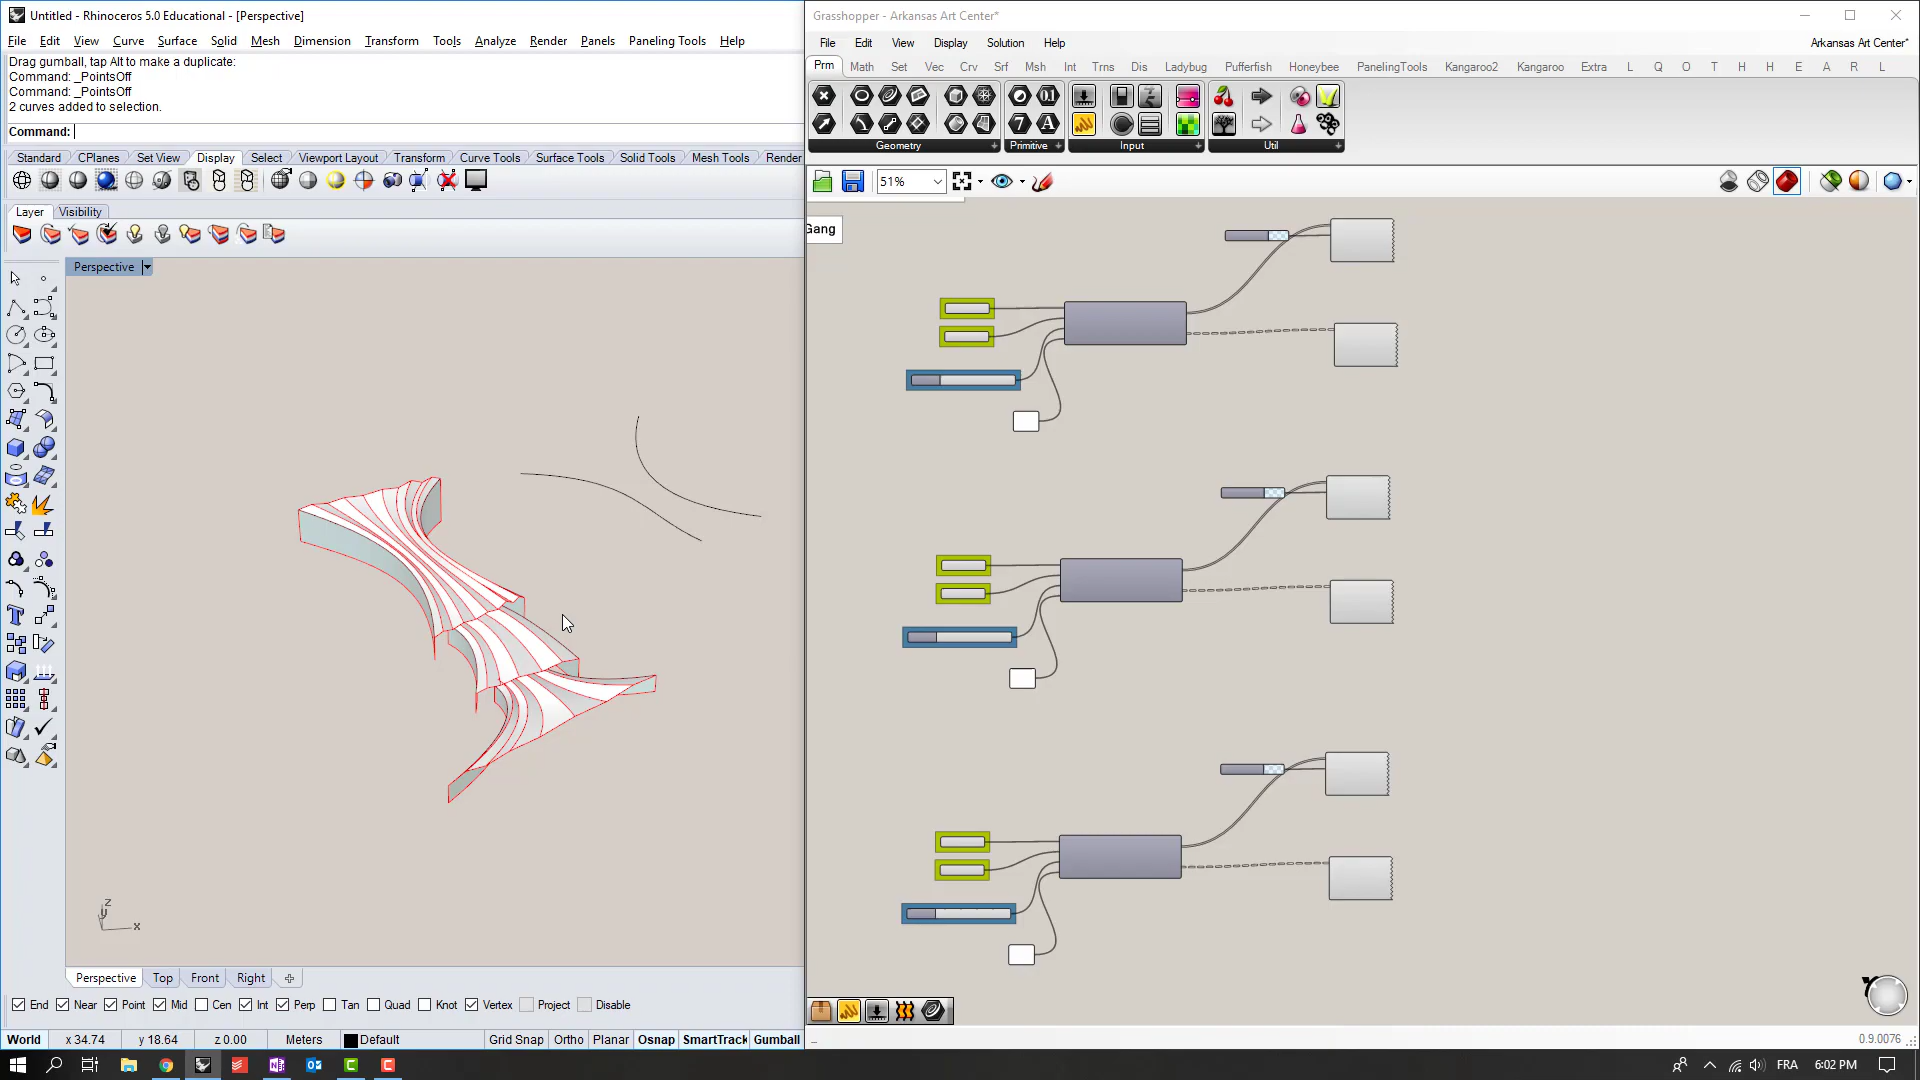 Untitled - Rhinoceros 5.0 Educational - [Perspective]
File Edit View Curve Surface Solid Mesh Dimension Transform Tools Analyze Render Panels Paneling Tools Help
Drag gumball, tap Alt to make a duplicate:
Command: _PointsOff
Command: _PointsOff
2 curves added to selection.
Command:
Standard CPlanes Set View Display Select Viewport Layout Transform Curve Tools Surface Tools Solid Tools Mesh Tools Render
Layer Visibility
Perspective
z
y
x
Perspective Top Front Right
End Near Point Mid Cen Int Perp Tan Quad Knot Vertex Project Disable
World x 34.74 y 18.64 z 0.00 Meters Default Grid Snap Ortho Planar Osnap SmartTrack Gumball
Grasshopper - Arkansas Art Center*
File Edit View Display Solution Help
Arkansas Art Center*
Prm Math Set Vec Crv Srf Msh Int Trns Dis Ladybug Pufferfish Honeybee PanelingTools Kangaroo2 Kangaroo Extra L Q O T H H E A R L
Geometry Primitive Input Util
51%
Gang
0.9.0076
FRA 6:02 PM